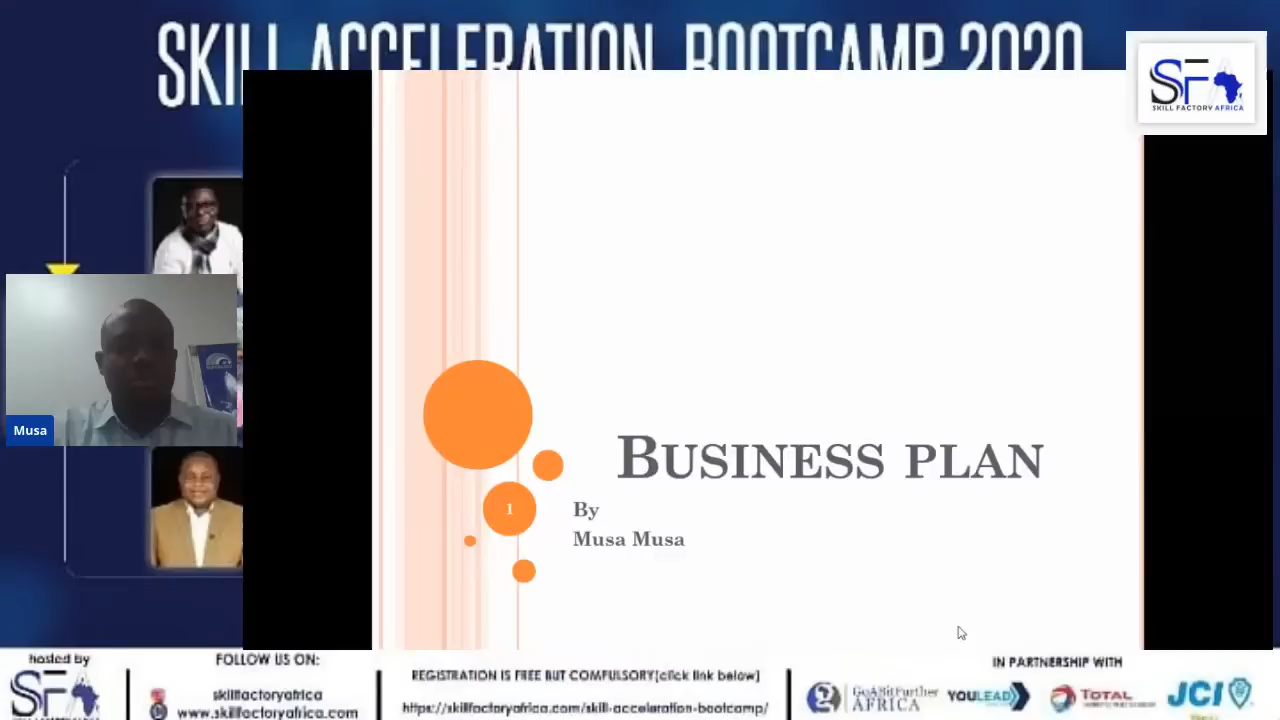 SKILL ACCELERATION BOOTCAMP 2020
SF
SKILL FACTORY AFRICA
Musa
BUSINESS PLAN
1
By
Musa Musa
hosted by
SF
FOLLOW US ON:
skillfactoryafrica
www.skillfactoryafrica.com
REGISTRATION IS FREE BUT COMPULSORY(click link below)
https://skillfactoryafrica.com/skill-acceleration-bootcamp/
IN PARTNERSHIP WITH
GoABitFurther
AFRICA
YOULEAD
TOTAL
JCI